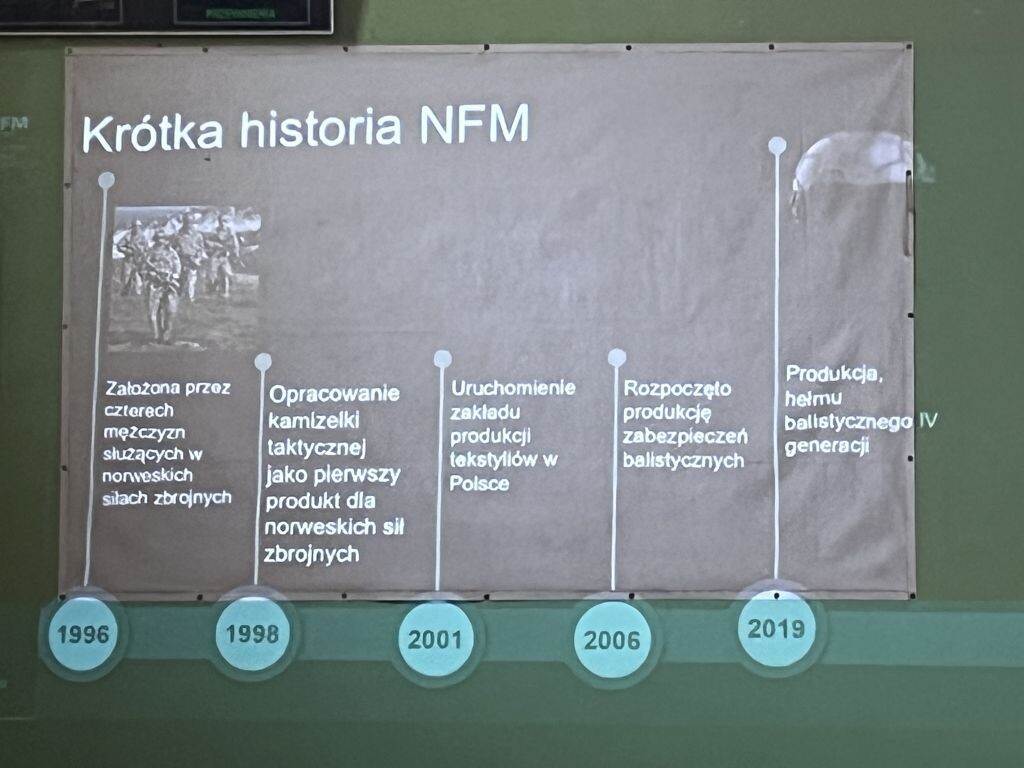 PRZYPOMNIENIA
FM
Krótka historia NFM
Założona przez
czterech
mężczyzn
służących w
norweskich
siłach zbrojnych
Opracowanie
kamizelki
taktycznej
jako pierwszy
produkt dla
norweskich sił
zbrojnych
Uruchomienie
zakładu
produkcji
tekstyliów w
Polsce
Rozpoczęto
produkcję
zabezpieczeń
balistycznych
Produkcja,
hełmu
balistycznego IV
generacji
1996
1998
2001
2006
2019